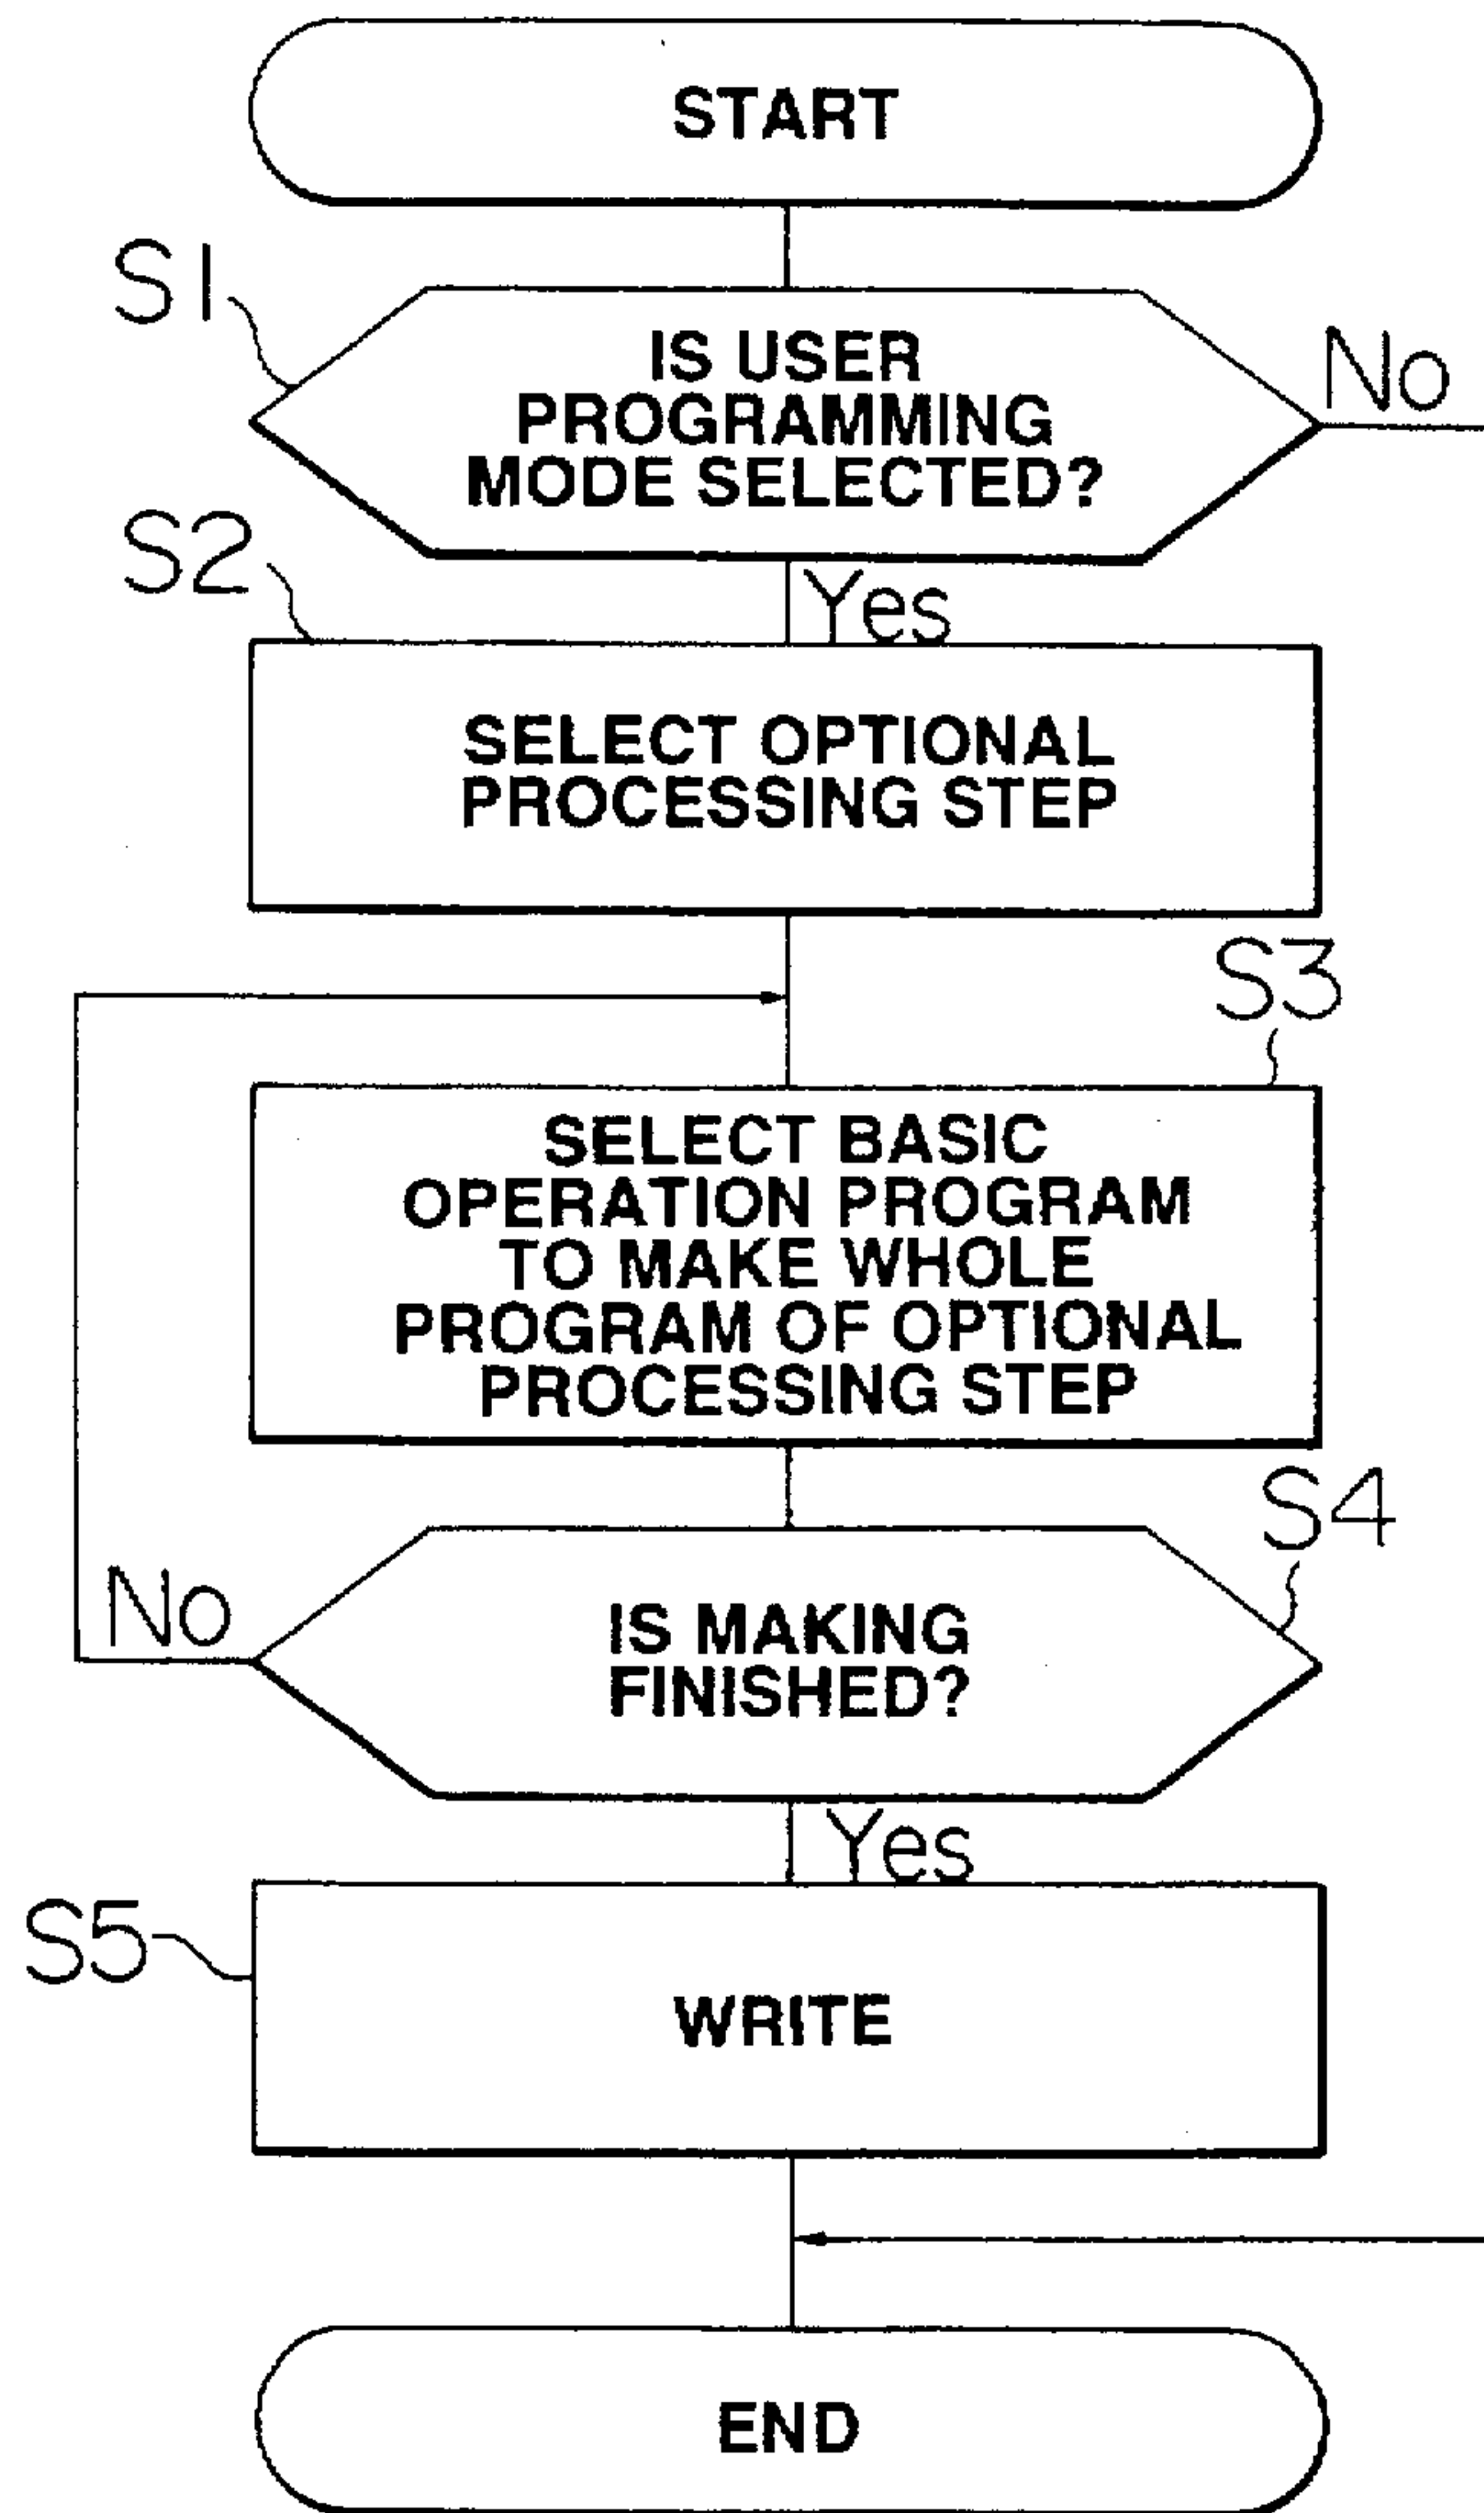 START
S1
IS USER
PROGRAMMING
MODE SELECTED?
No
S2
Yes
SELECT OPTIONAL
PROCESSING STEP
S3
SELECT BASIC
OPERATION PROGRAM
TO MAKE WHOLE
PROGRAM OF OPTIONAL
PROCESSING STEP
S4
No
IS MAKING
FINISHED?
Yes
S5
WRITE
END